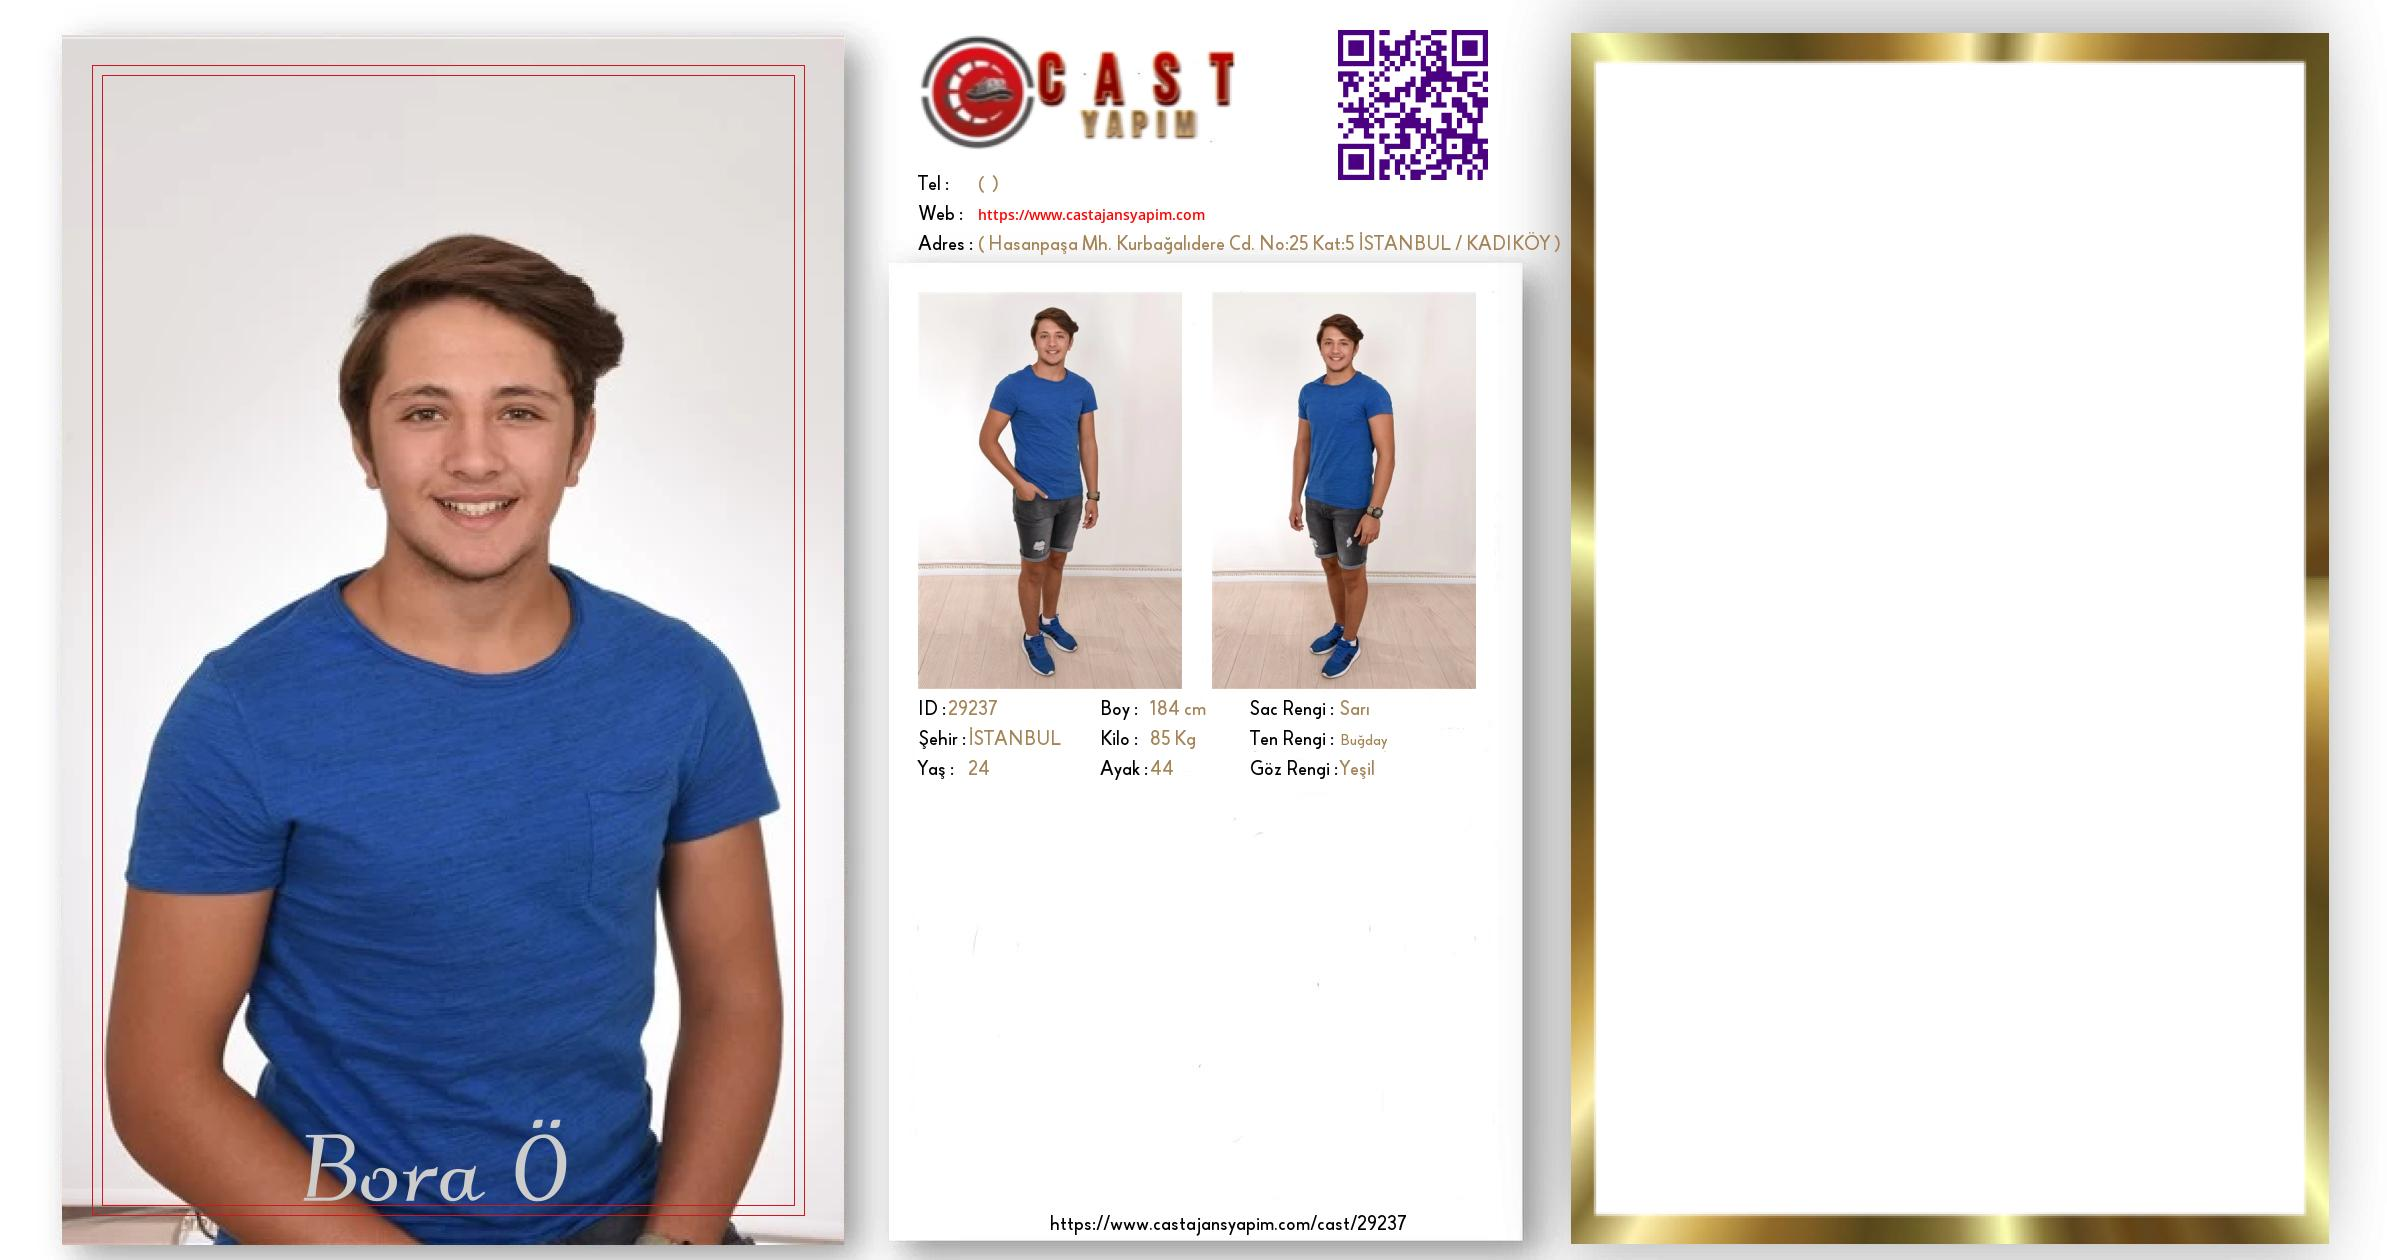 Bora Ö
CAST
YAPIM
Tel : ( )
Web : https://www.castajansyapim.com
Adres : ( Hasanpaşa Mh. Kurbağalıdere Cd. No:25 Kat:5 İSTANBUL / KADIKÖY )
ID : 29237 Boy : 184 cm Sac Rengi : Sarı
Şehir : İSTANBUL Kilo : 85 Kg Ten Rengi : Buğday
Yaş : 24 Ayak : 44 Göz Rengi : Yeşil
https://www.castajansyapim.com/cast/29237